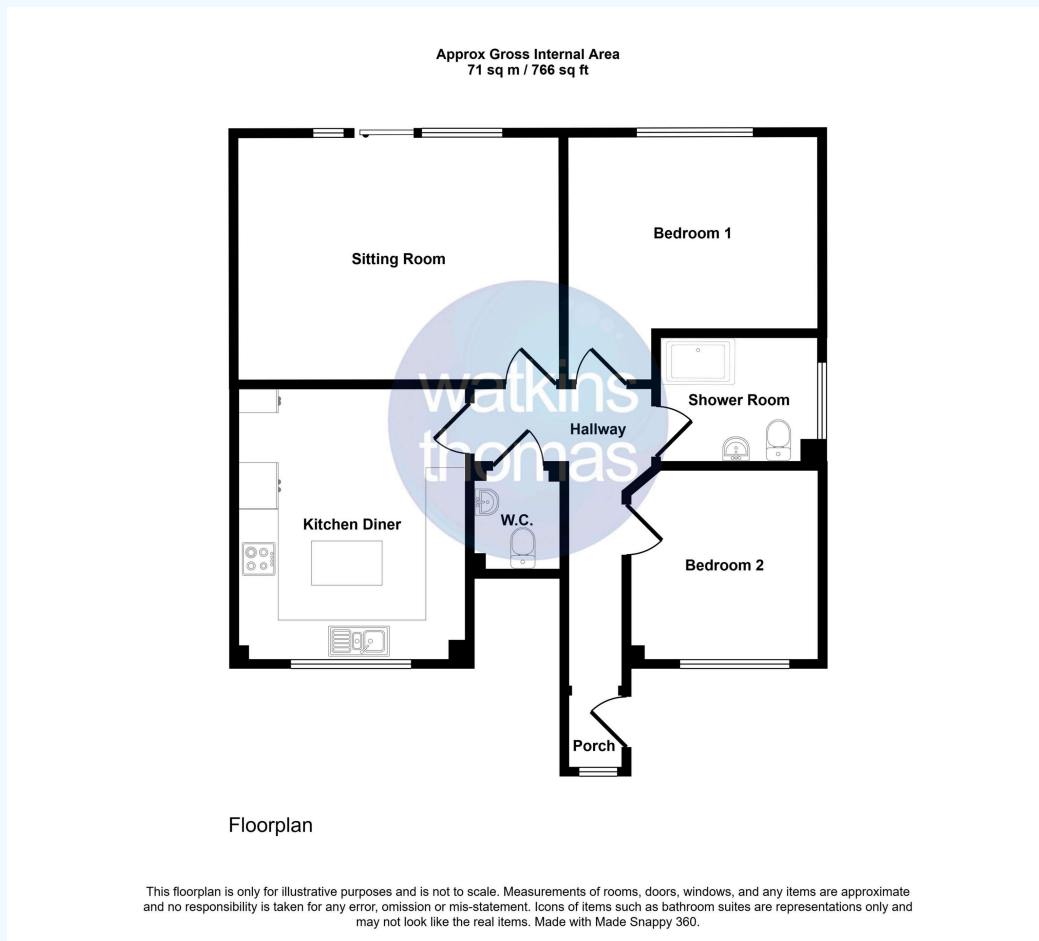 Approx Gross Internal Area
71 sq m / 766 sq ft
Bedroom 1
Sitting Room
watkins
thomas
Shower Room
Hallway
W.C.
Kitchen Diner
Bedroom 2
Porch
Floorplan
This floorplan is only for illustrative purposes and is not to scale. Measurements of rooms, doors, windows, and any items are approximate
and no responsibility is taken for any error, omission or mis-statement. Icons of items such as bathroom suites are representations only and
may not look like the real items. Made with Made Snappy 360.